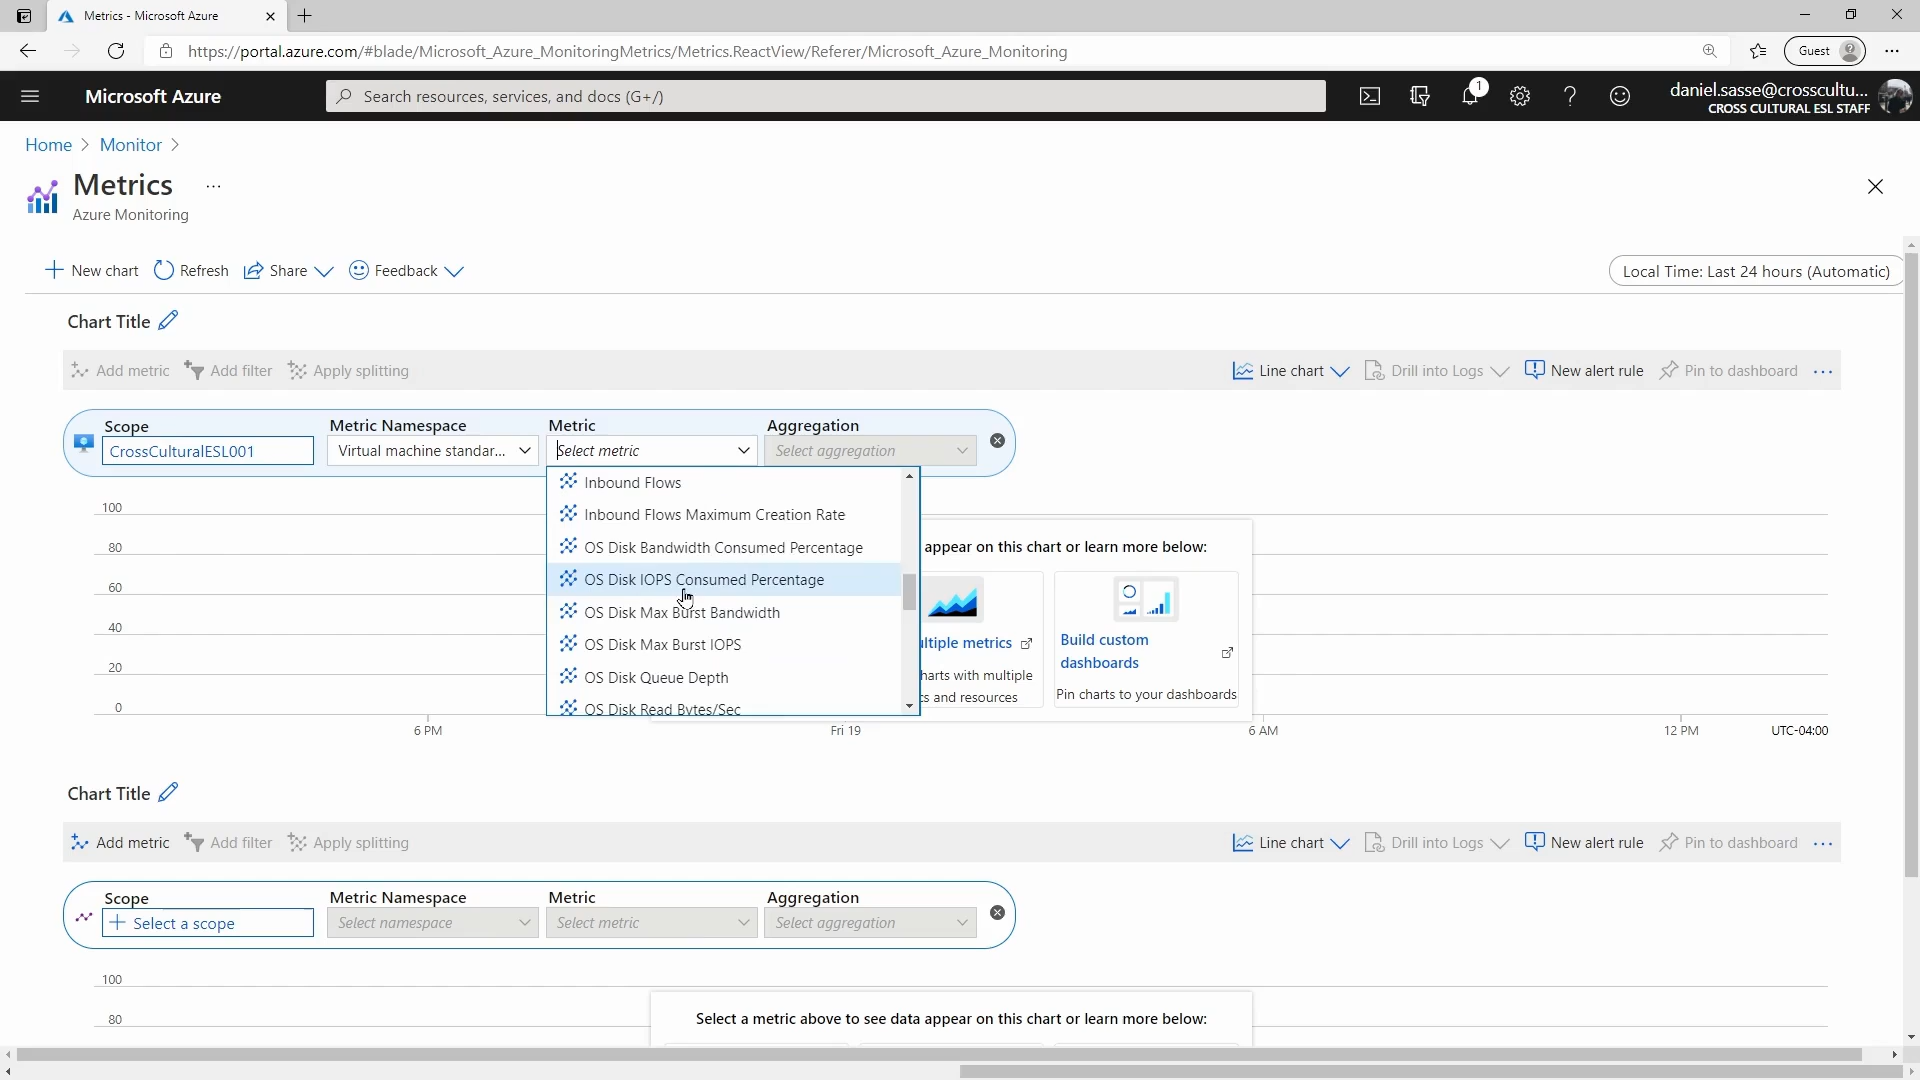 Metrics - Microsoft Azure
https://portal.azure.com/#blade/Microsoft_Azure_MonitoringMetrics/Metrics.ReactView/Referer/Microsoft_Azure_Monitoring
Guest
Microsoft Azure
Search resources, services, and docs (G+/)
1
daniel.sasse@crosscultu...
CROSS CULTURAL ESL STAFF
Home > Monitor >
Metrics
...
Azure Monitoring
New chart
Refresh
Share
Feedback
Local Time: Last 24 hours (Automatic)
Chart Title
Add metric
Add filter
Apply splitting
Line chart
Drill into Logs
New alert rule
Pin to dashboard
...
Scope
Metric Namespace
Metric
Aggregation
CrossCulturalESL001
Virtual machine standar...
Select metric
Select aggregation
Inbound Flows
Inbound Flows Maximum Creation Rate
OS Disk Bandwidth Consumed Percentage
OS Disk IOPS Consumed Percentage
OS Disk Max Burst Bandwidth
OS Disk Max Burst IOPS
OS Disk Queue Depth
OS Disk Read Bytes/Sec
100
80
60
40
20
0
appear on this chart or learn more below:
ltiple metrics
harts with multiple
cs and resources
Build custom
dashboards
Pin charts to your dashboards
6 PM
Fri 19
6 AM
12 PM
UTC-04:00
Chart Title
Add metric
Add filter
Apply splitting
Line chart
Drill into Logs
New alert rule
Pin to dashboard
...
Scope
Metric Namespace
Metric
Aggregation
Select a scope
Select namespace
Select metric
Select aggregation
100
80
Select a metric above to see data appear on this chart or learn more below: